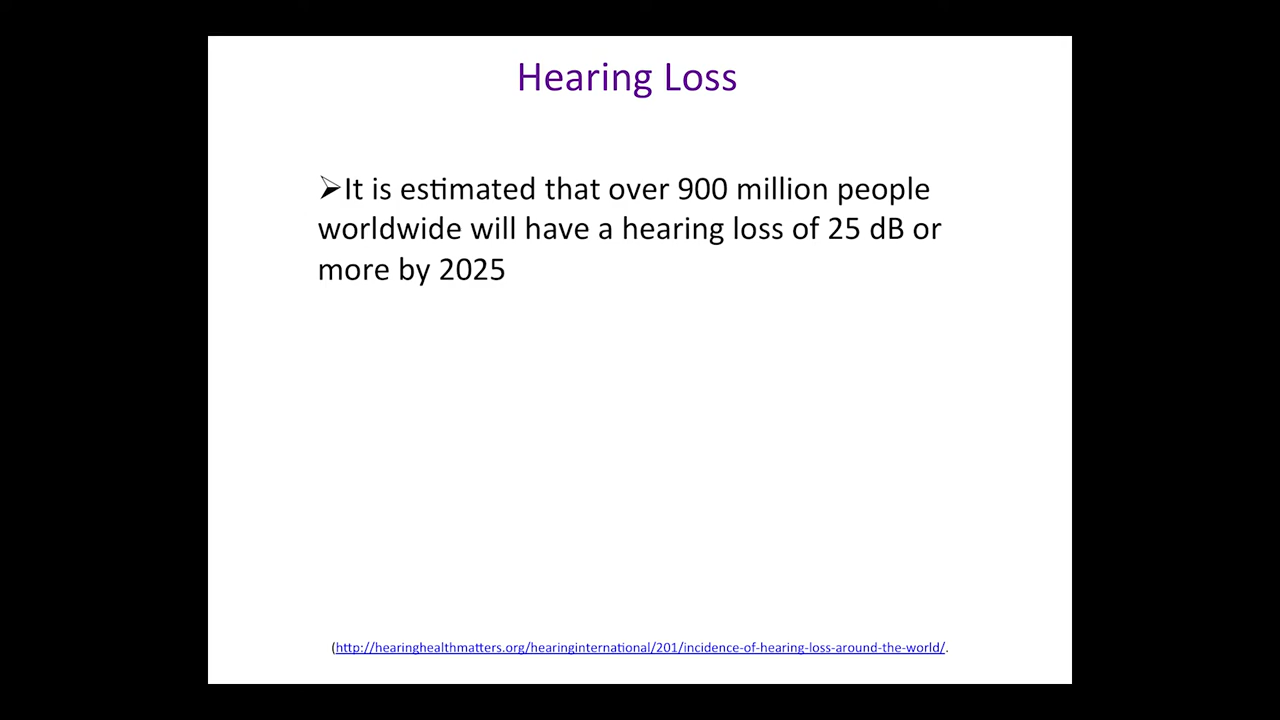 Hearing Loss
➢It is estimated that over 900 million people
worldwide will have a hearing loss of 25 dB or
more by 2025
(http://hearinghealthmatters.org/hearinginternational/201/incidence-of-hearing-loss-around-the-world/.